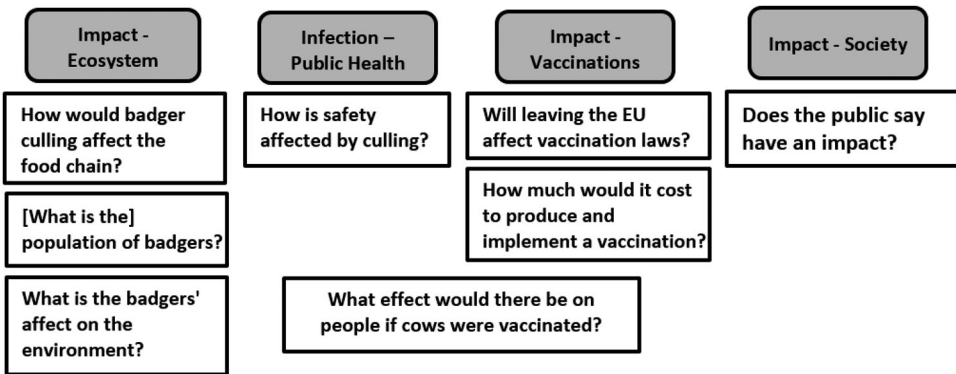 Impact -
Ecosystem
How would badger
culling affect the
food chain?
[What is the]
population of badgers?
What is the badgers'
affect on the
environment?
Infection –
Public Health
How is safety
affected by culling?
Impact -
Vaccinations
Will leaving the EU
affect vaccination laws?
How much would it cost
to produce and
implement a vaccination?
What effect would there be on
people if cows were vaccinated?
Impact - Society
Does the public say
have an impact?